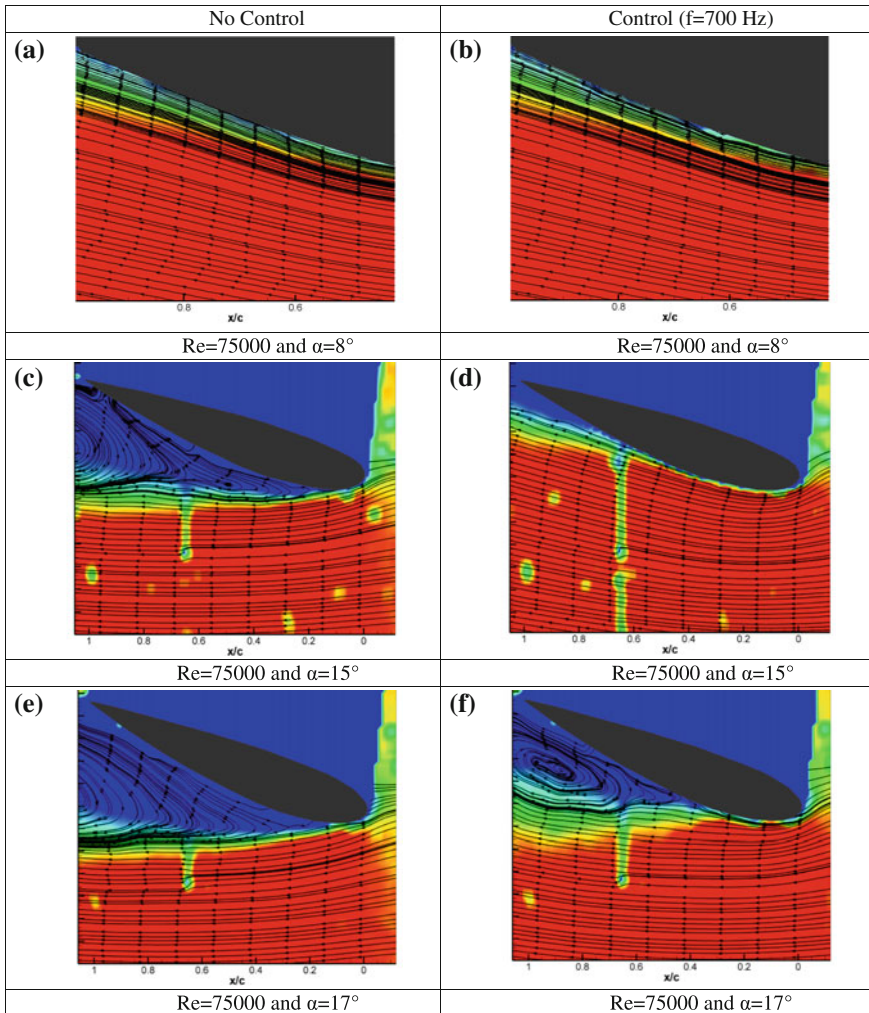 No Control Control (f=700 Hz)
(a) (b)
0.8 0.6 0.8 0.6
x/c x/c
Re=75000 and α=8° Re=75000 and α=8°
(c) (d)
1 0.8 0.6 0.4 0.2 0 1 0.8 0.6 0.4 0.2 0
x/c x/c
Re=75000 and α=15° Re=75000 and α=15°
(e) (f)
1 0.8 0.6 0.4 0.2 0 1 0.8 0.6 0.4 0.2 0
x/c x/c
Re=75000 and α=17° Re=75000 and α=17°